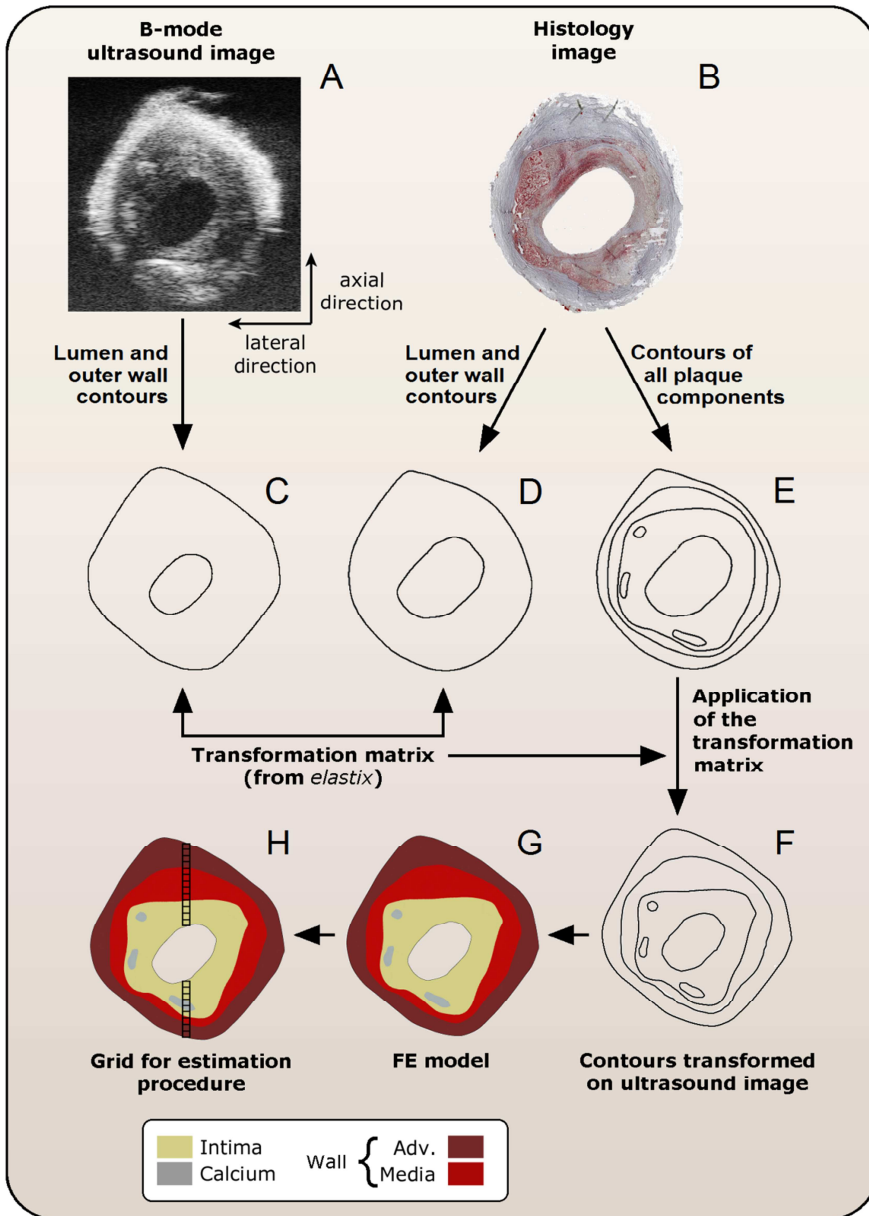 B-mode
ultrasound image
A
Histology
image
B
axial
direction
lateral
direction
Lumen and
outer wall
contours
Lumen and
outer wall
contours
Contours of
all plaque
components
C
D
E
Transformation matrix
(from elastix)
Application
of the
transformation
matrix
H
G
F
Grid for estimation
procedure
FE model
Contours transformed
on ultrasound image
Intima
Calcium
Wall { Adv.
Media